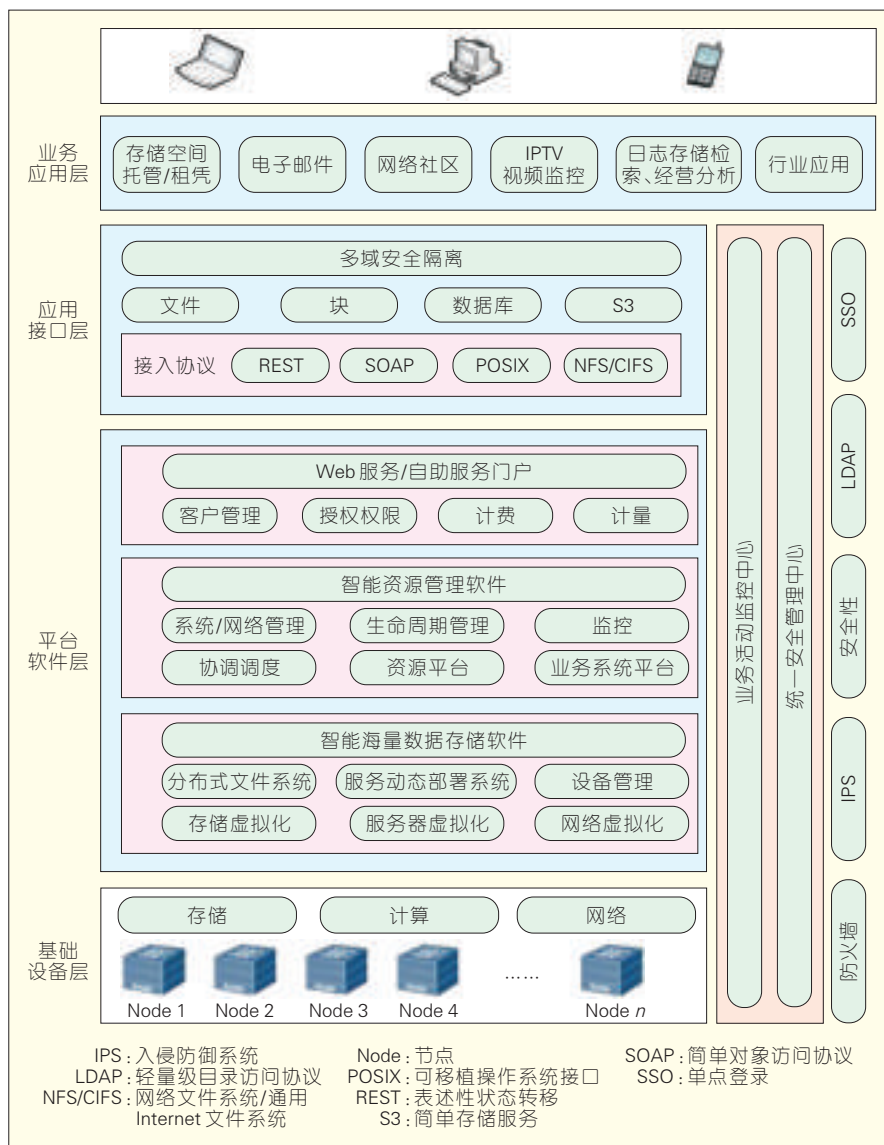 业务
应用层
存储空间
托管/租凭
电子邮件
网络社区
IPTV
视频监控
日志存储检
索、经营分析
行业应用
应用
接口层
多域安全隔离
文件
块
数据库
S3
接入协议
REST
SOAP
POSIX
NFS/CIFS
平台
软件层
Web 服务/自助服务门户
客户管理
授权权限
计费
计量
智能资源管理软件
系统/网络管理
生命周期管理
监控
协调调度
资源平台
业务系统平台
智能海量数据存储软件
分布式文件系统
服务动态部署系统
设备管理
存储虚拟化
服务器虚拟化
网络虚拟化
业务活动监控中心
统一安全管理中心
SSO
LDAP
安全性
IPS
防火墙
基础
设备层
存储
计算
网络
Node 1
Node 2
Node 3
Node 4
……
Node n
IPS：入侵防御系统
LDAP：轻量级目录访问协议
NFS/CIFS：网络文件系统/通用
Internet 文件系统
Node：节点
POSIX：可移植操作系统接口
REST：表述性状态转移
S3：简单存储服务
SOAP：简单对象访问协议
SSO：单点登录